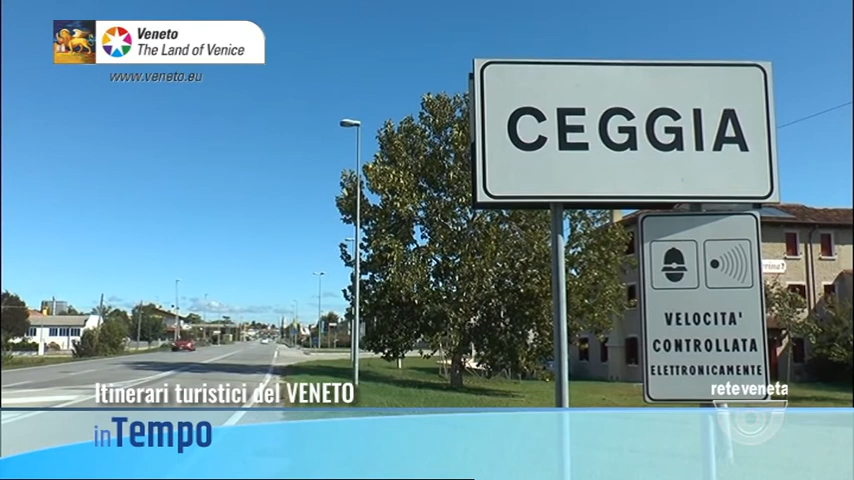 Veneto
The Land of Venice
www.veneto.eu
CEGGIA
VELOCITA'
CONTROLLATA
ELETTRONICAMENTE
Itinerari turistici del VENETO
reteveneta
inTempo